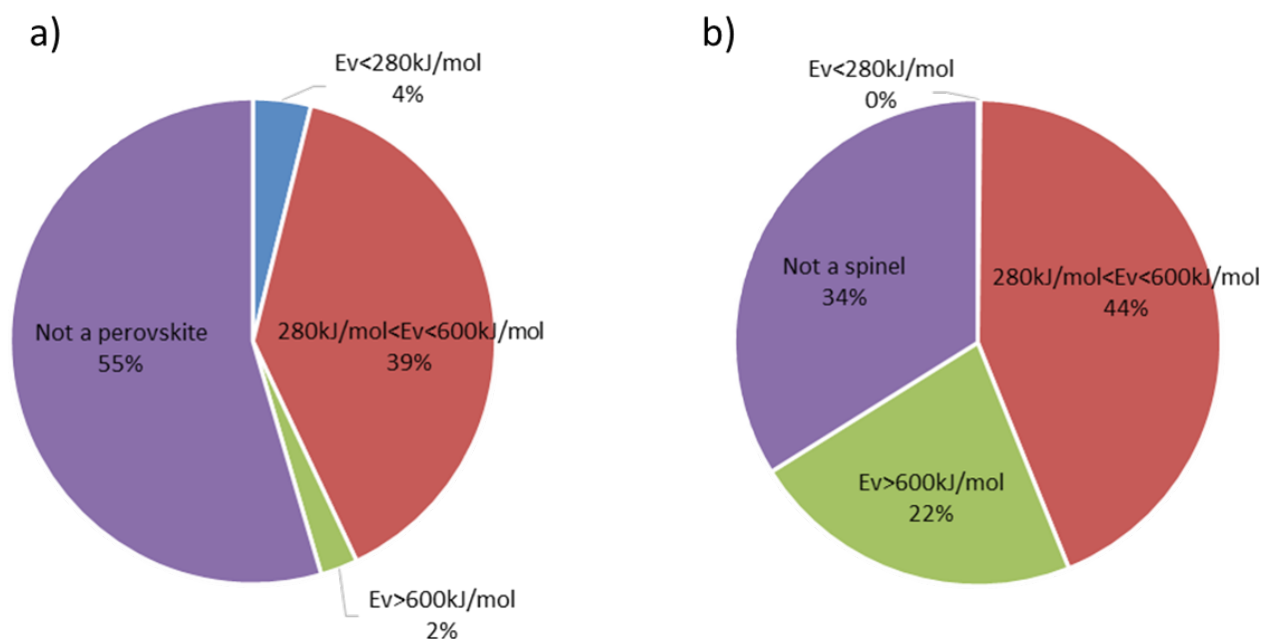 a)
Ev<280kJ/mol
4%
Not a perovskite
55%
280kJ/mol<Ev<600kJ/mol
39%
Ev>600kJ/mol
2%
b)
Ev<280kJ/mol
0%
Not a spinel
34%
280kJ/mol<Ev<600kJ/mol
44%
Ev>600kJ/mol
22%